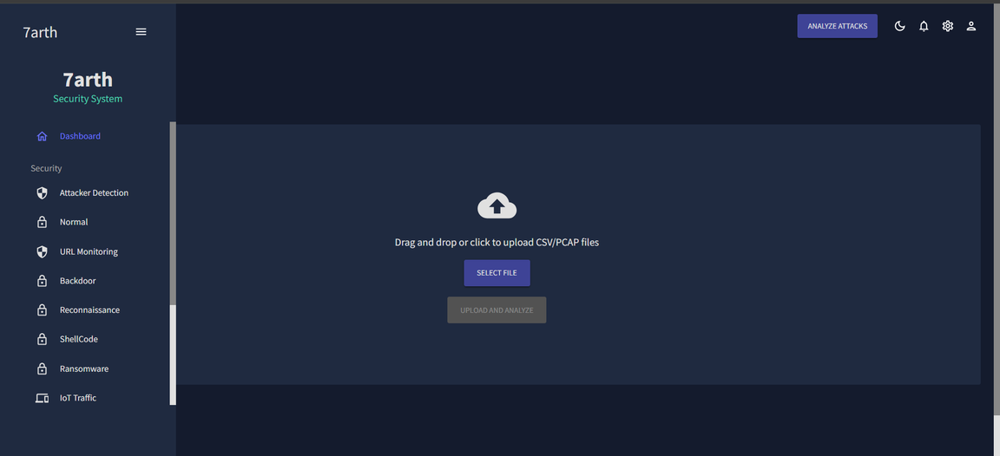 7arth
ANALYZE ATTACKS
7arth
Security System
Dashboard
Security
Attacker Detection
Normal
URL Monitoring
Backdoor
Reconnaissance
ShellCode
Ransomware
IoT Traffic
Drag and drop or click to upload CSV/PCAP files
SELECT FILE
UPLOAD AND ANALYZE